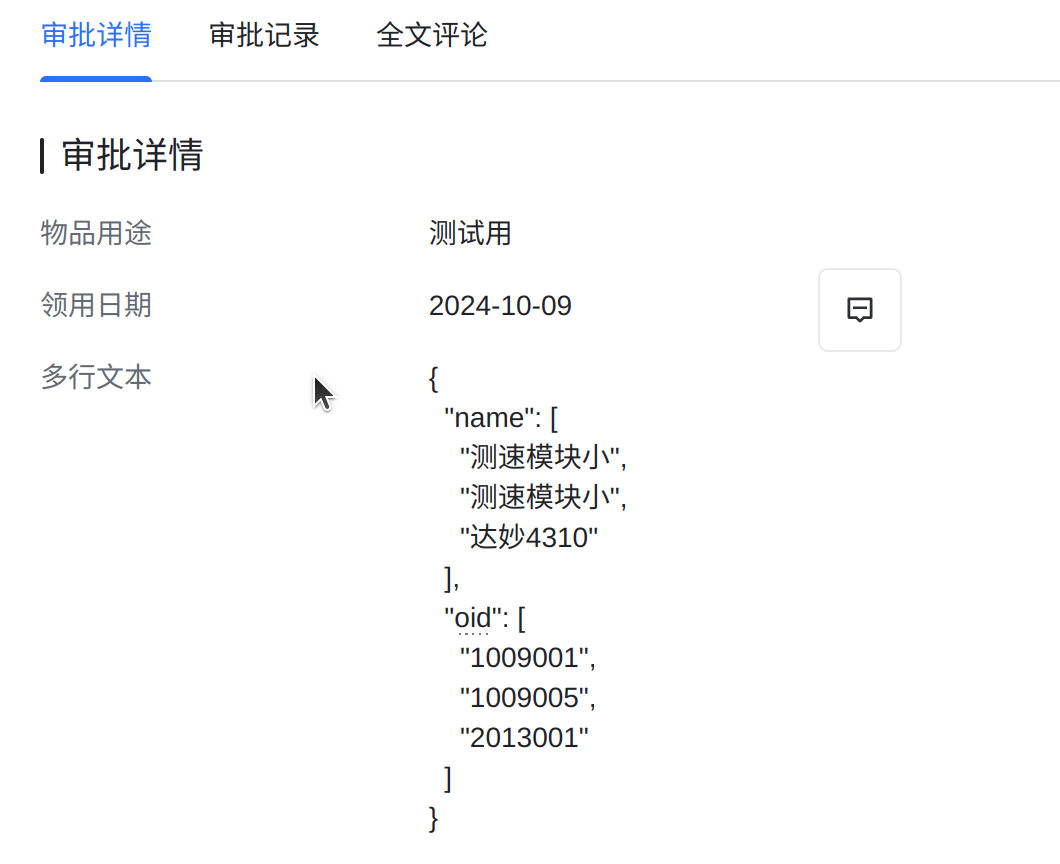 审批详情 审批记录 全文评论
审批详情
物品用途 测试用
领用日期 2024-10-09
多行文本 {
"name": [
"测速模块小",
"测速模块小",
"达妙4310"
],
"oid": [
"1009001",
"1009005",
"2013001"
]
}